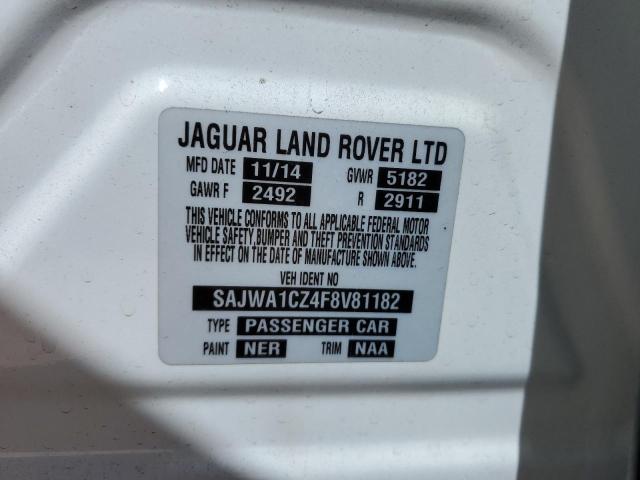 JAGUAR LAND ROVER LTD
MFD DATE 11/14 GVWR 5182
GAWR F 2492 R 2911
THIS VEHICLE CONFORMS TO ALL APPLICABLE FEDERAL MOTOR
VEHICLE SAFETY, BUMPER AND THEFT PREVENTION STANDARDS
IN EFFECT ON THE DATE OF MANUFACTURE SHOWN ABOVE.
VEH IDENT NO
SAJWA1CZ4F8V81182
TYPE PASSENGER CAR
PAINT NER TRIM NAA